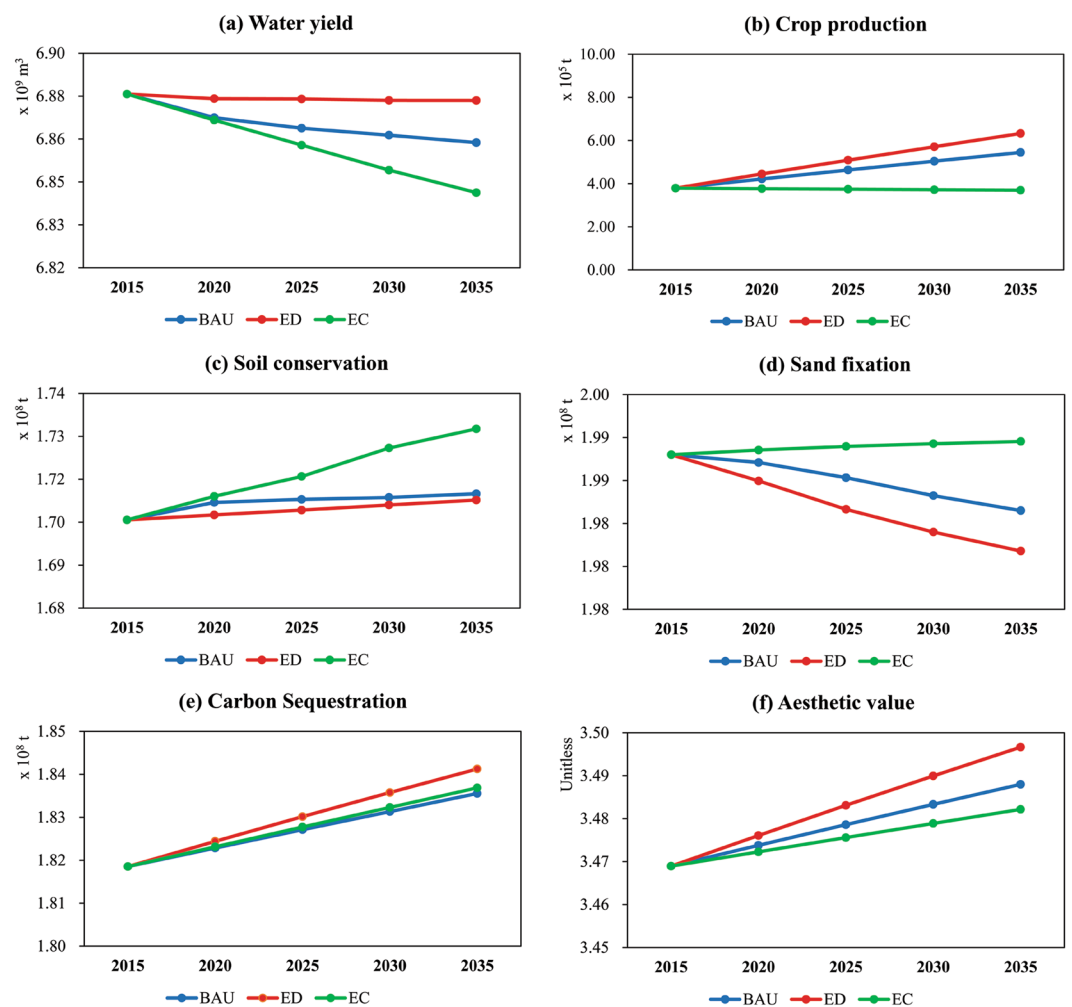 (a) Water yield
x 10⁹ m³
6.90
6.88
6.86
6.85
6.83
6.82
2015 2020 2025 2030 2035
BAU ED EC
(b) Crop production
x 10⁵ t
10.00
8.00
6.00
4.00
2.00
0.00
2015 2020 2025 2030 2035
BAU ED EC
(c) Soil conservation
x 10⁸ t
1.74
1.73
1.72
1.70
1.69
1.68
2015 2020 2025 2030 2035
BAU ED EC
(d) Sand fixation
x 10⁸ t
2.00
1.99
1.99
1.98
1.98
1.98
2015 2020 2025 2030 2035
BAU ED EC
(e) Carbon Sequestration
x 10⁸ t
1.85
1.84
1.83
1.82
1.81
1.80
2015 2020 2025 2030 2035
BAU ED EC
(f) Aesthetic value
Unitless
3.50
3.49
3.48
3.47
3.46
3.45
2015 2020 2025 2030 2035
BAU ED EC